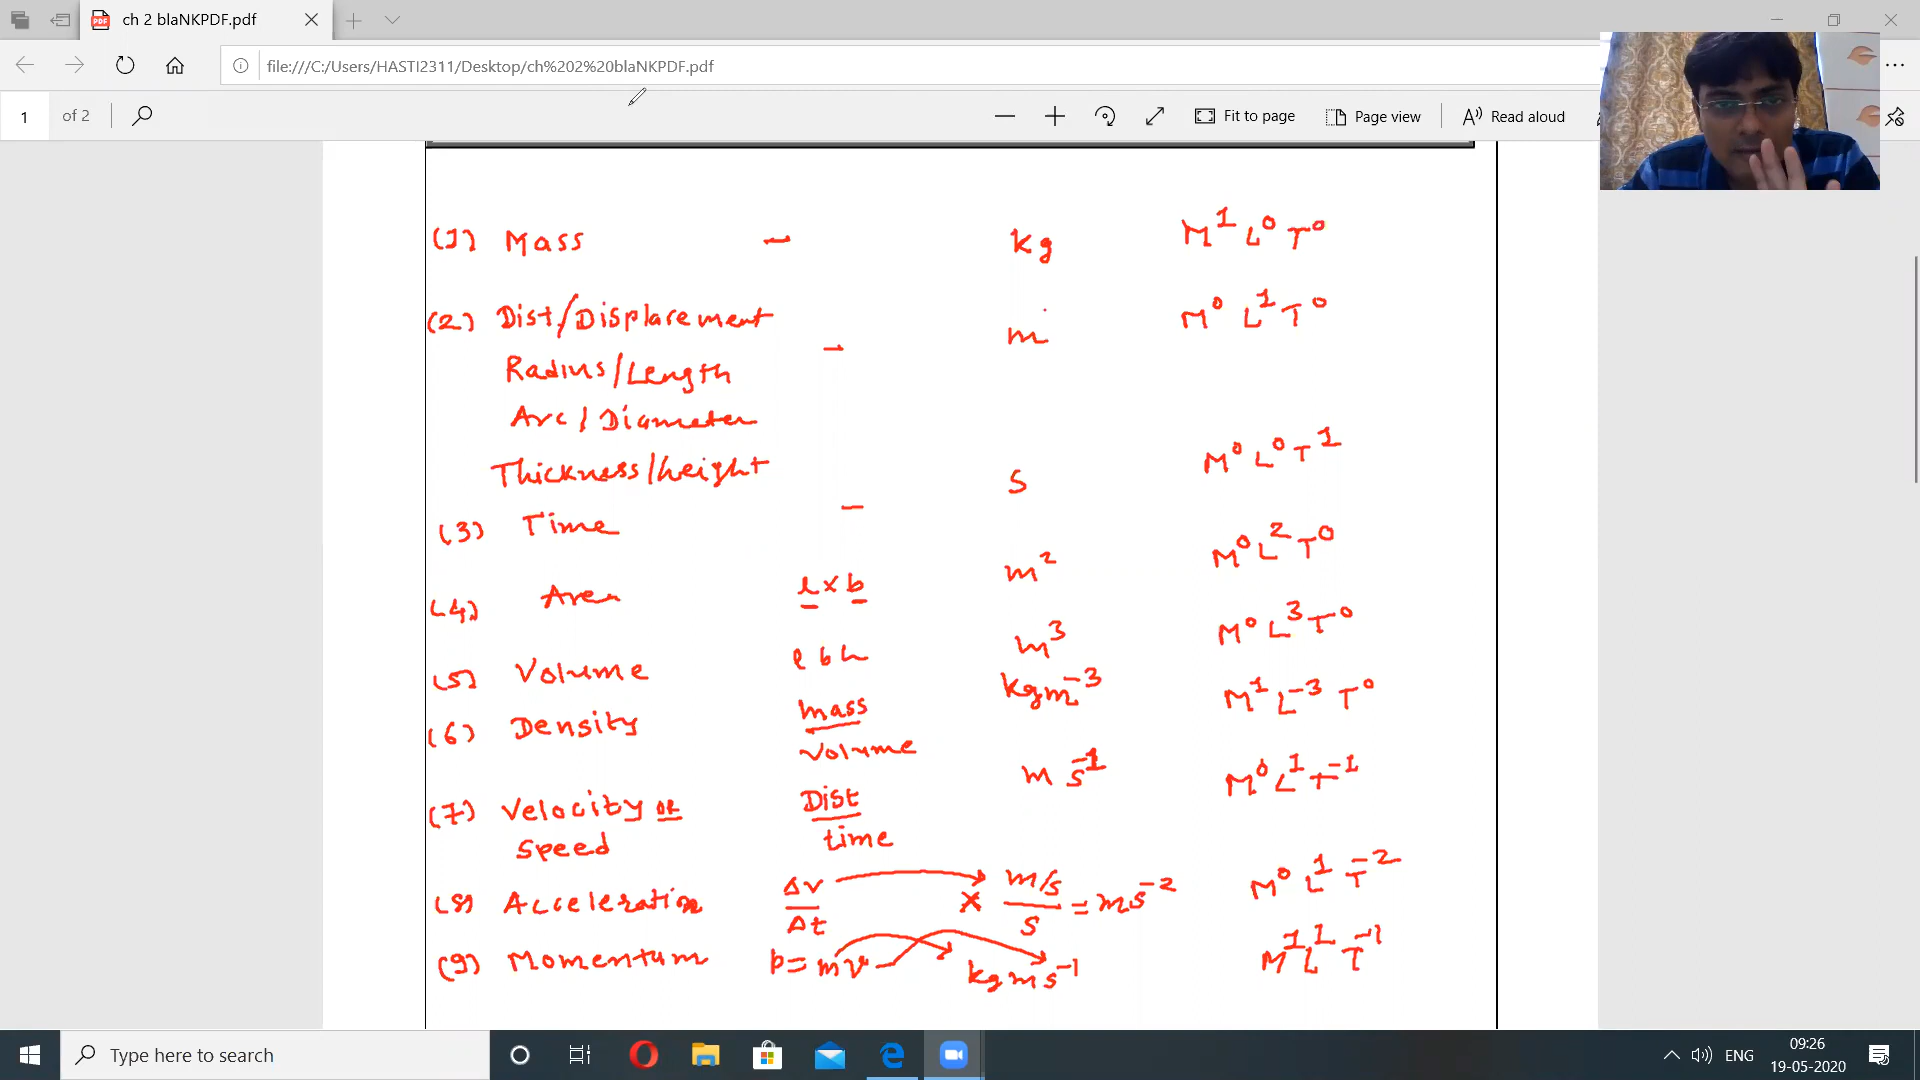 ch 2 blaNKPDF.pdf
file:///C:/Users/HASTI2311/Desktop/ch%202%20blaNKPDF.pdf
1 of 2 Fit to page Page view Read aloud
(1) Mass – kg M¹ L⁰ T⁰
(2) Dist/Displacement – m M⁰ L¹ T⁰
Radius/Length
Arc/Diameter
Thickness/height
(3) Time – s M⁰ L⁰ T¹
(4) Area l×b m² M⁰ L² T⁰
(5) Volume l b h m³ M⁰ L³ T⁰
(6) Density mass/volume kgm⁻³ M¹ L⁻³ T⁰
(7) Velocity or Dist/time m s⁻¹ M⁰ L¹ T⁻¹
speed
(8) Acceleration Δv/Δt × m/s/s = ms⁻² M⁰ L¹ T⁻²
(9) Momentum p = mv kgms⁻¹ M¹ L¹ T⁻¹
Type here to search
ENG
09:26
19-05-2020